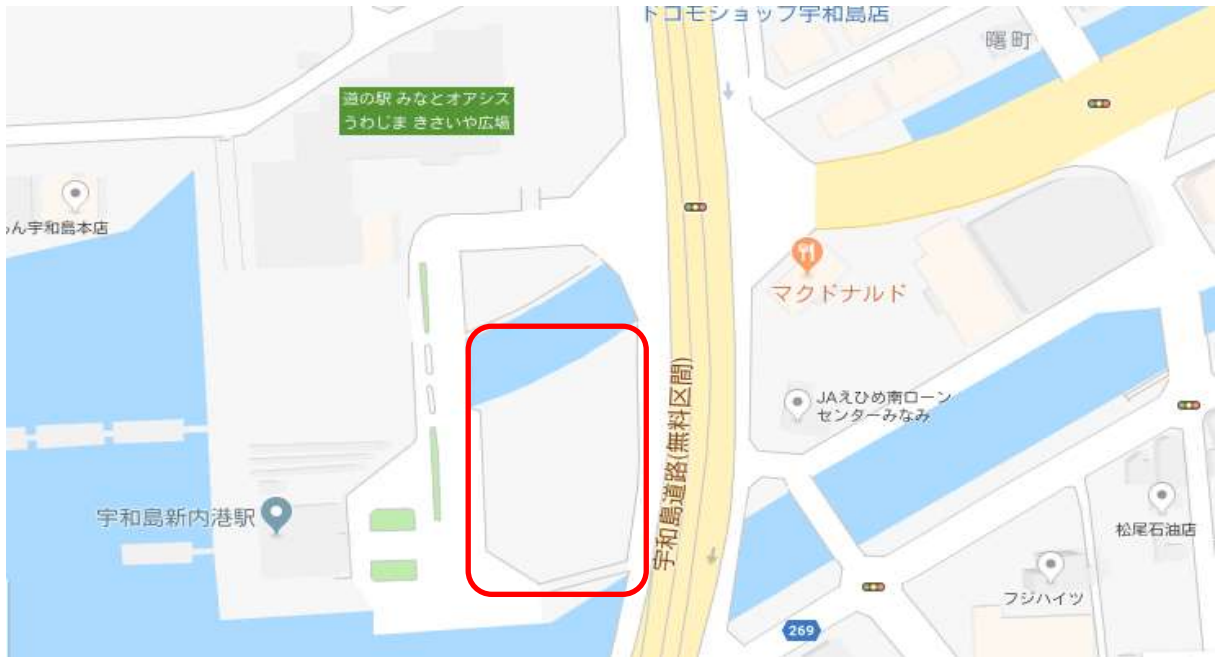 ドコモショップ宇和島店
曙町
道の駅 みなとオアシス
うわじま きさいや広場
ん宇和島本店
マクドナルド
JAえひめ南ローン
センターみなみ
宇和島道路(無料区間)
宇和島新内港駅
松尾石油店
フジハイツ
269